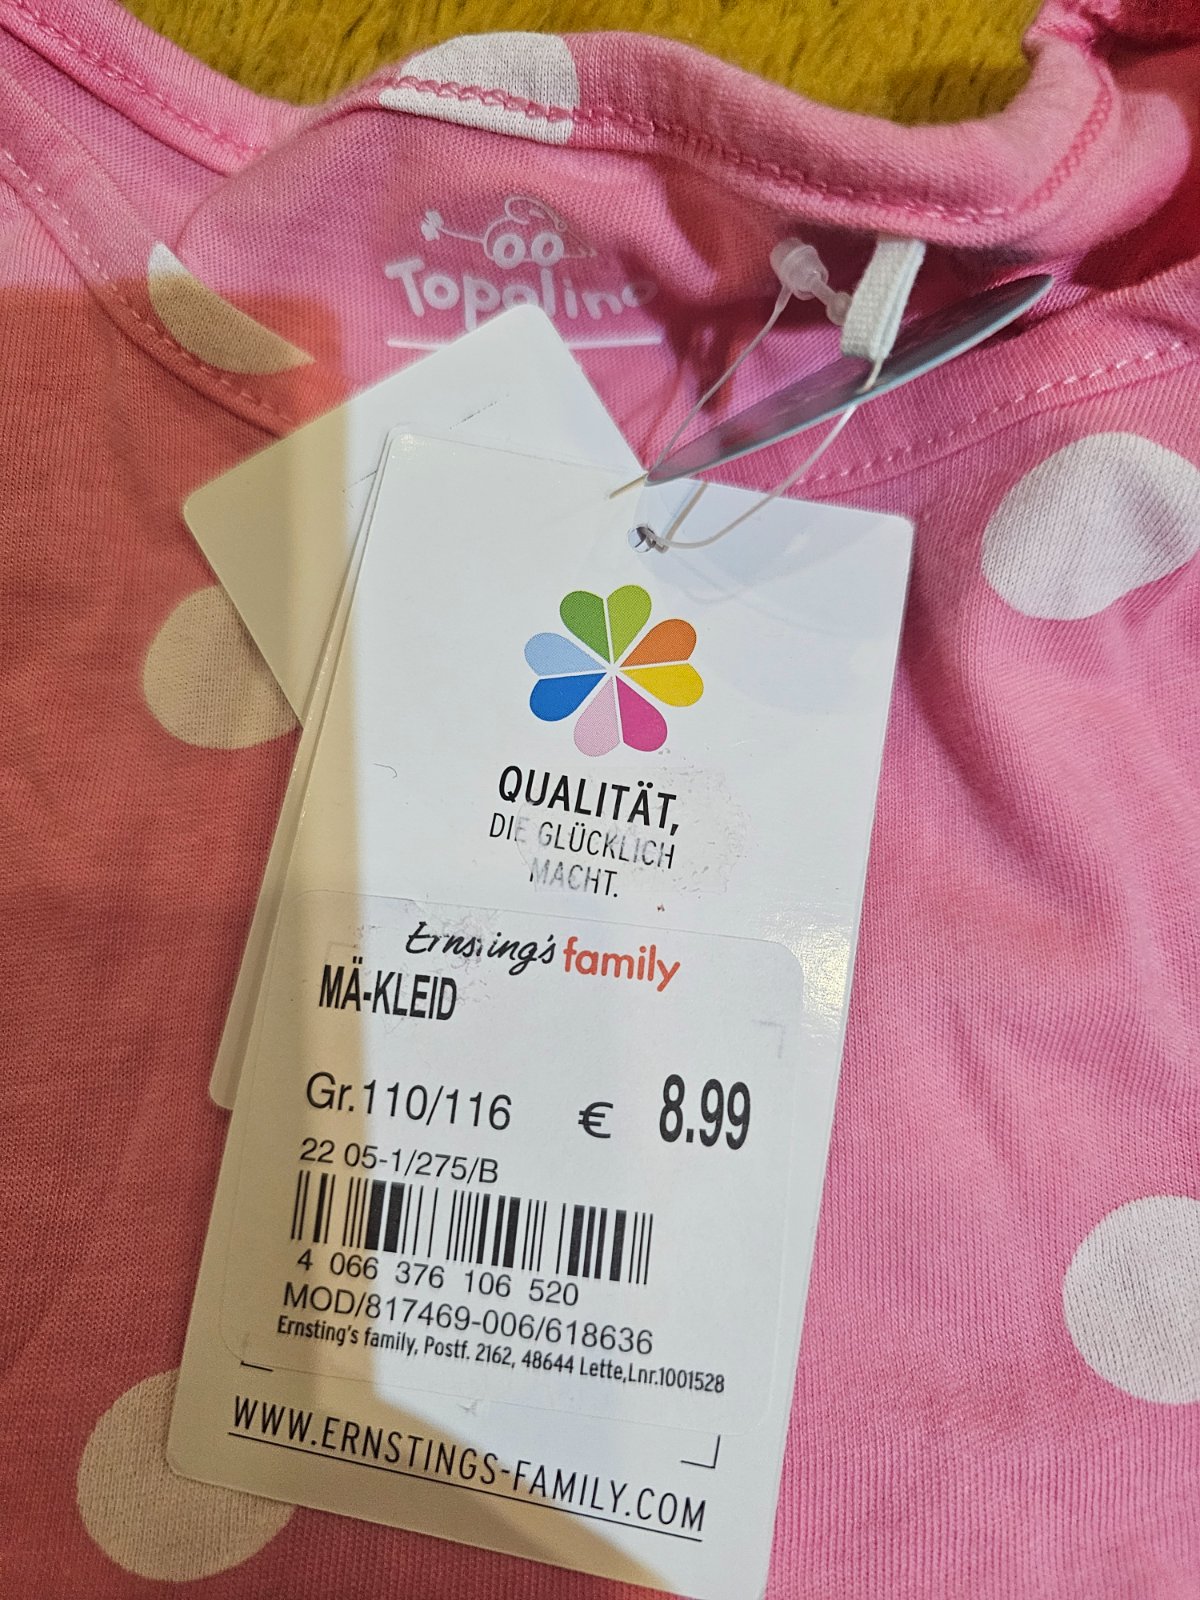 Topolino
QUALITÄT,
DIE GLÜCKLICH
MACHT.
Ernsting's family
MÄ-KLEID
Gr.110/116 € 8.99
22 05-1/275/B
4 066 376 106 520
MOD/817469-006/618636
Ernsting's family, Postf. 2162, 48644 Lette,Lnr.1001528
WWW.ERNSTINGS-FAMILY.COM